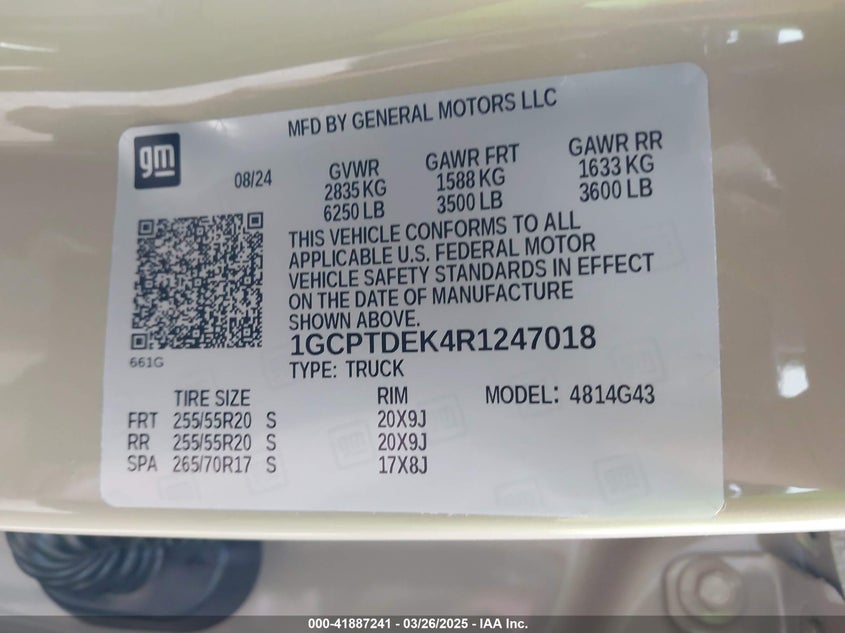 MFD BY GENERAL MOTORS LLC
gm
08/24
GVWR GAWR FRT GAWR RR
2835 KG 1588 KG 1633 KG
6250 LB 3500 LB 3600 LB
THIS VEHICLE CONFORMS TO ALL
APPLICABLE U.S. FEDERAL MOTOR
VEHICLE SAFETY STANDARDS IN EFFECT
ON THE DATE OF MANUFACTURE
SHOWN ABOVE.
661G
1GCPTDEK4R1247018
TYPE: TRUCK
TIRE SIZE RIM MODEL: 4814G43
FRT 255/55R20 S 20X9J
RR 255/55R20 S 20X9J
SPA 265/70R17 S 17X8J
000-41887241 - 03/26/2025 - IAA Inc.